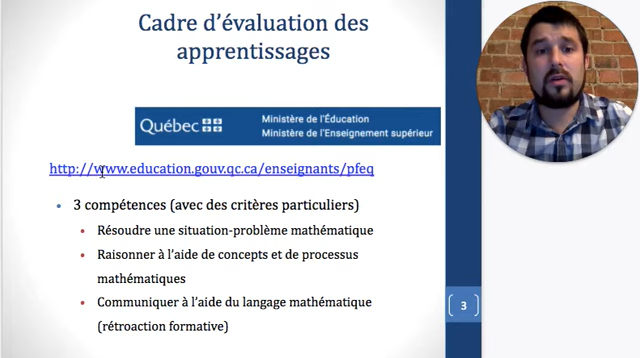 Cadre d’évaluation des
apprentissages
Québec
Ministère de l'Éducation
Ministère de l'Enseignement supérieur
http://www.education.gouv.qc.ca/enseignants/pfeq
• 3 compétences (avec des critères particuliers)
• Résoudre une situation-problème mathématique
• Raisonner à l’aide de concepts et de processus
mathématiques
• Communiquer à l’aide du langage mathématique
(rétroaction formative)
3